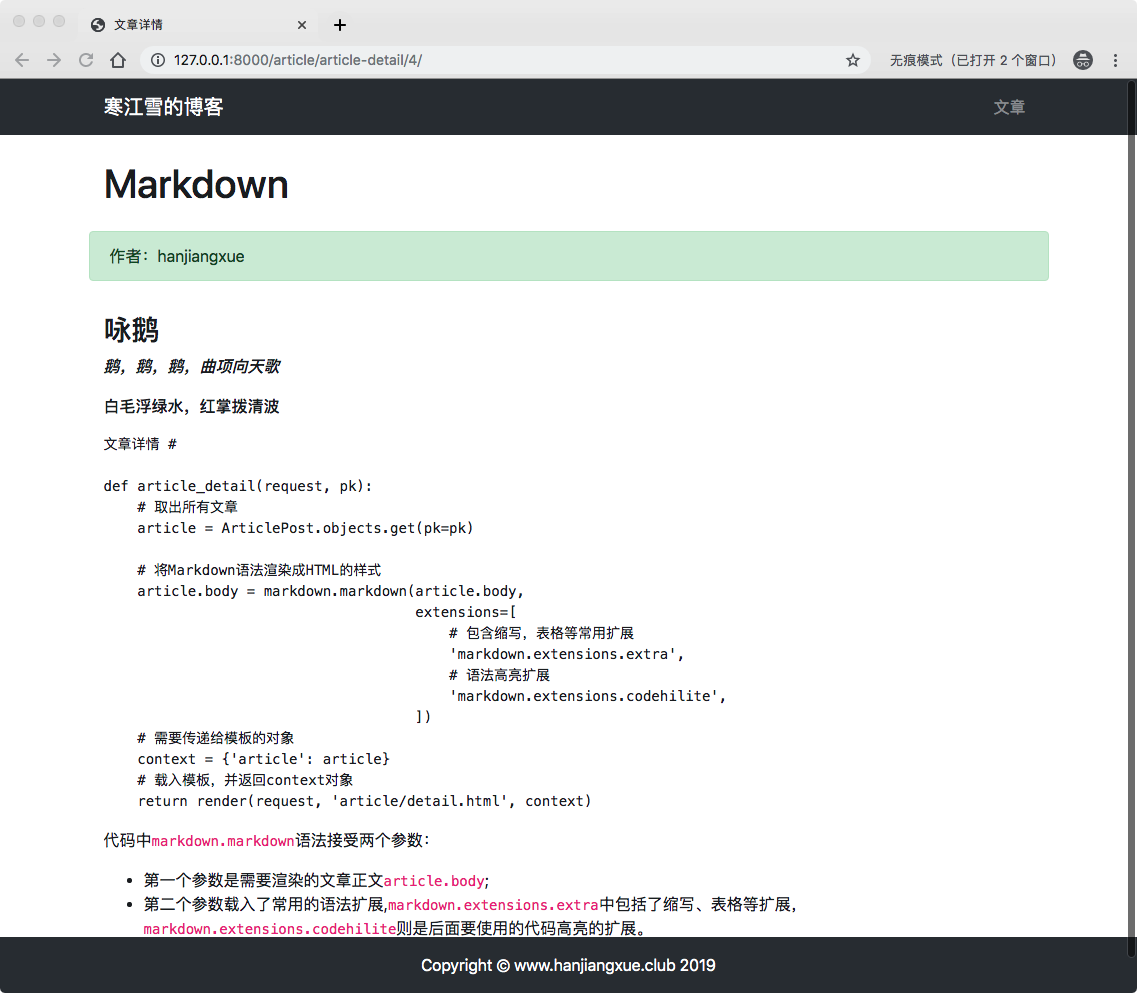 文章详情
127.0.0.1:8000/article/article-detail/4/
无痕模式（已打开 2 个窗口）
寒江雪的博客
文章
Markdown
作者：hanjiangxue
咏鹅
鹅，鹅，鹅，曲项向天歌
白毛浮绿水，红掌拨清波
文章详情 #
def article_detail(request, pk):
    # 取出所有文章
    article = ArticlePost.objects.get(pk=pk)
    # 将Markdown语法渲染成HTML的样式
    article.body = markdown.markdown(article.body,
                                     extensions=[
                                         # 包含缩写，表格等常用扩展
                                         'markdown.extensions.extra',
                                         # 语法高亮扩展
                                         'markdown.extensions.codehilite',
                                     ])
    # 需要传递给模板的对象
    context = {'article': article}
    # 载入模板，并返回context对象
    return render(request, 'article/detail.html', context)
代码中markdown.markdown语法接受两个参数：
• 第一个参数是需要渲染的文章正文article.body;
• 第二个参数载入了常用的语法扩展,markdown.extensions.extra中包括了缩写、表格等扩展，
markdown.extensions.codehilite则是后面要使用的代码高亮的扩展。
Copyright © www.hanjiangxue.club 2019